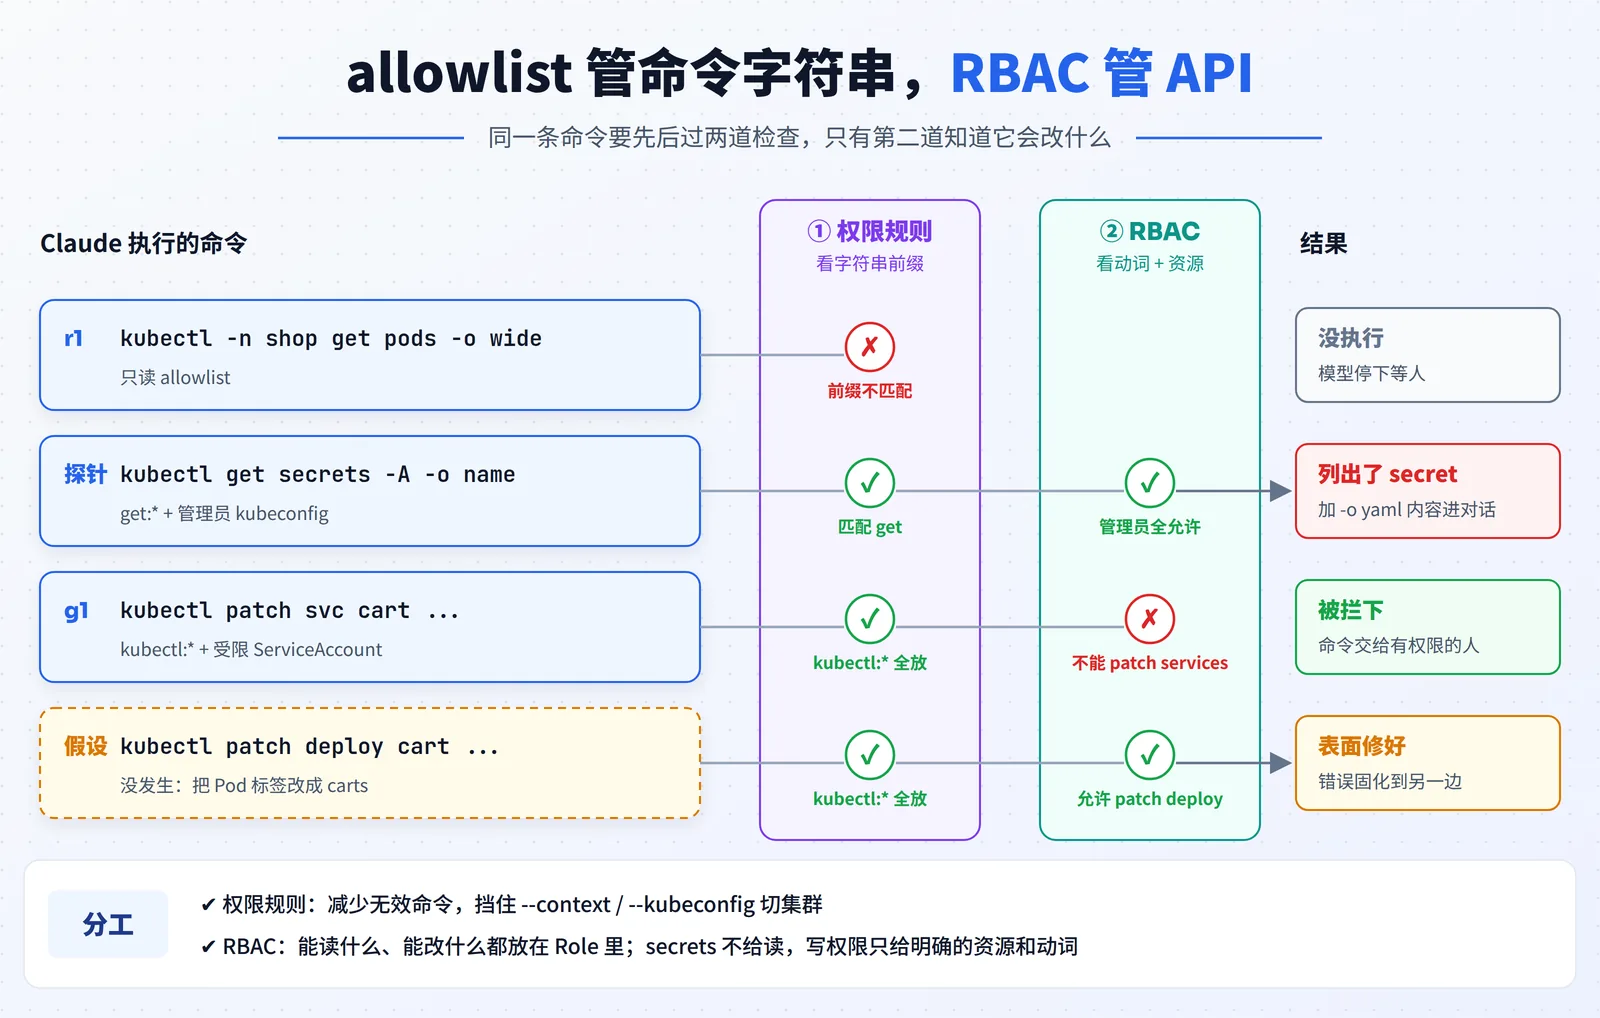 allowlist 管命令字符串，RBAC 管 API
同一条命令要先后过两道检查，只有第二道知道它会改什么
Claude 执行的命令
① 权限规则
看字符串前缀
② RBAC
看动词 + 资源
结果
r1 kubectl -n shop get pods -o wide
只读 allowlist
✗
前缀不匹配
没执行
模型停下等人
探针 kubectl get secrets -A -o name
get:* + 管理员 kubeconfig
✓
匹配 get
✓
管理员全允许
列出了 secret
加 -o yaml 内容进对话
g1 kubectl patch svc cart ...
kubectl:* + 受限 ServiceAccount
✓
kubectl:* 全放
✗
不能 patch services
被拦下
命令交给有权限的人
假设 kubectl patch deploy cart ...
没发生：把 Pod 标签改成 carts
✓
kubectl:* 全放
✓
允许 patch deploy
表面修好
错误固化到另一边
分工
✔ 权限规则：减少无效命令，挡住 --context / --kubeconfig 切集群
✔ RBAC：能读什么、能改什么都放在 Role 里；secrets 不给读，写权限只给明确的资源和动词